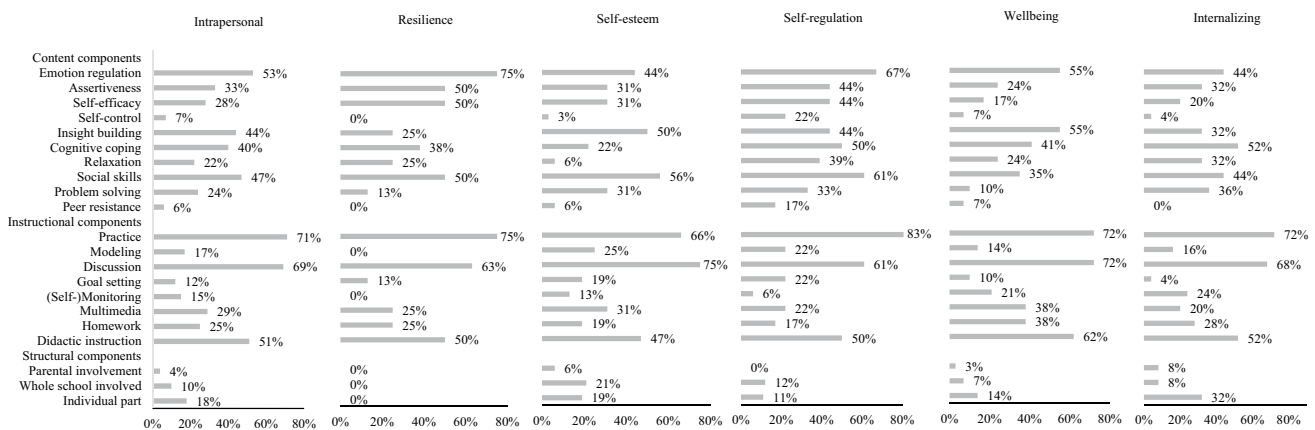 Intrapersonal Resilience Self-esteem Self-regulation Wellbeing Internalizing
Content components
Emotion regulation 53% 75% 44% 67% 55% 44%
Assertiveness 33% 50% 31% 44% 24% 32%
Self-efficacy 28% 50% 31% 44% 17% 20%
Self-control 7% 0% 3% 22% 7% 4%
Insight building 44% 25% 50% 44% 55% 32%
Cognitive coping 40% 38% 22% 50% 41% 52%
Relaxation 22% 25% 6% 39% 24% 32%
Social skills 47% 50% 56% 61% 35% 44%
Problem solving 24% 13% 31% 33% 10% 36%
Peer resistance 6% 0% 6% 17% 7% 0%
Instructional components
Practice 71% 75% 66% 83% 72% 72%
Modeling 17% 0% 25% 22% 14% 16%
Discussion 69% 63% 75% 61% 72% 68%
Goal setting 12% 13% 19% 22% 10% 4%
(Self-)Monitoring 15% 0% 13% 6% 21% 24%
Multimedia 29% 25% 31% 22% 38% 20%
Homework 25% 25% 19% 17% 38% 28%
Didactic instruction 51% 50% 47% 50% 62% 52%
Structural components
Parental involvement 4% 0% 6% 0% 3% 8%
Whole school involved 10% 0% 21% 12% 7% 8%
Individual part 18% 0% 19% 11% 14% 32%
0% 20% 40% 60% 80% 0% 20% 40% 60% 80% 0% 20% 40% 60% 80% 0% 20% 40% 60% 80% 0% 20% 40% 60% 80% 0% 20% 40% 60% 80%